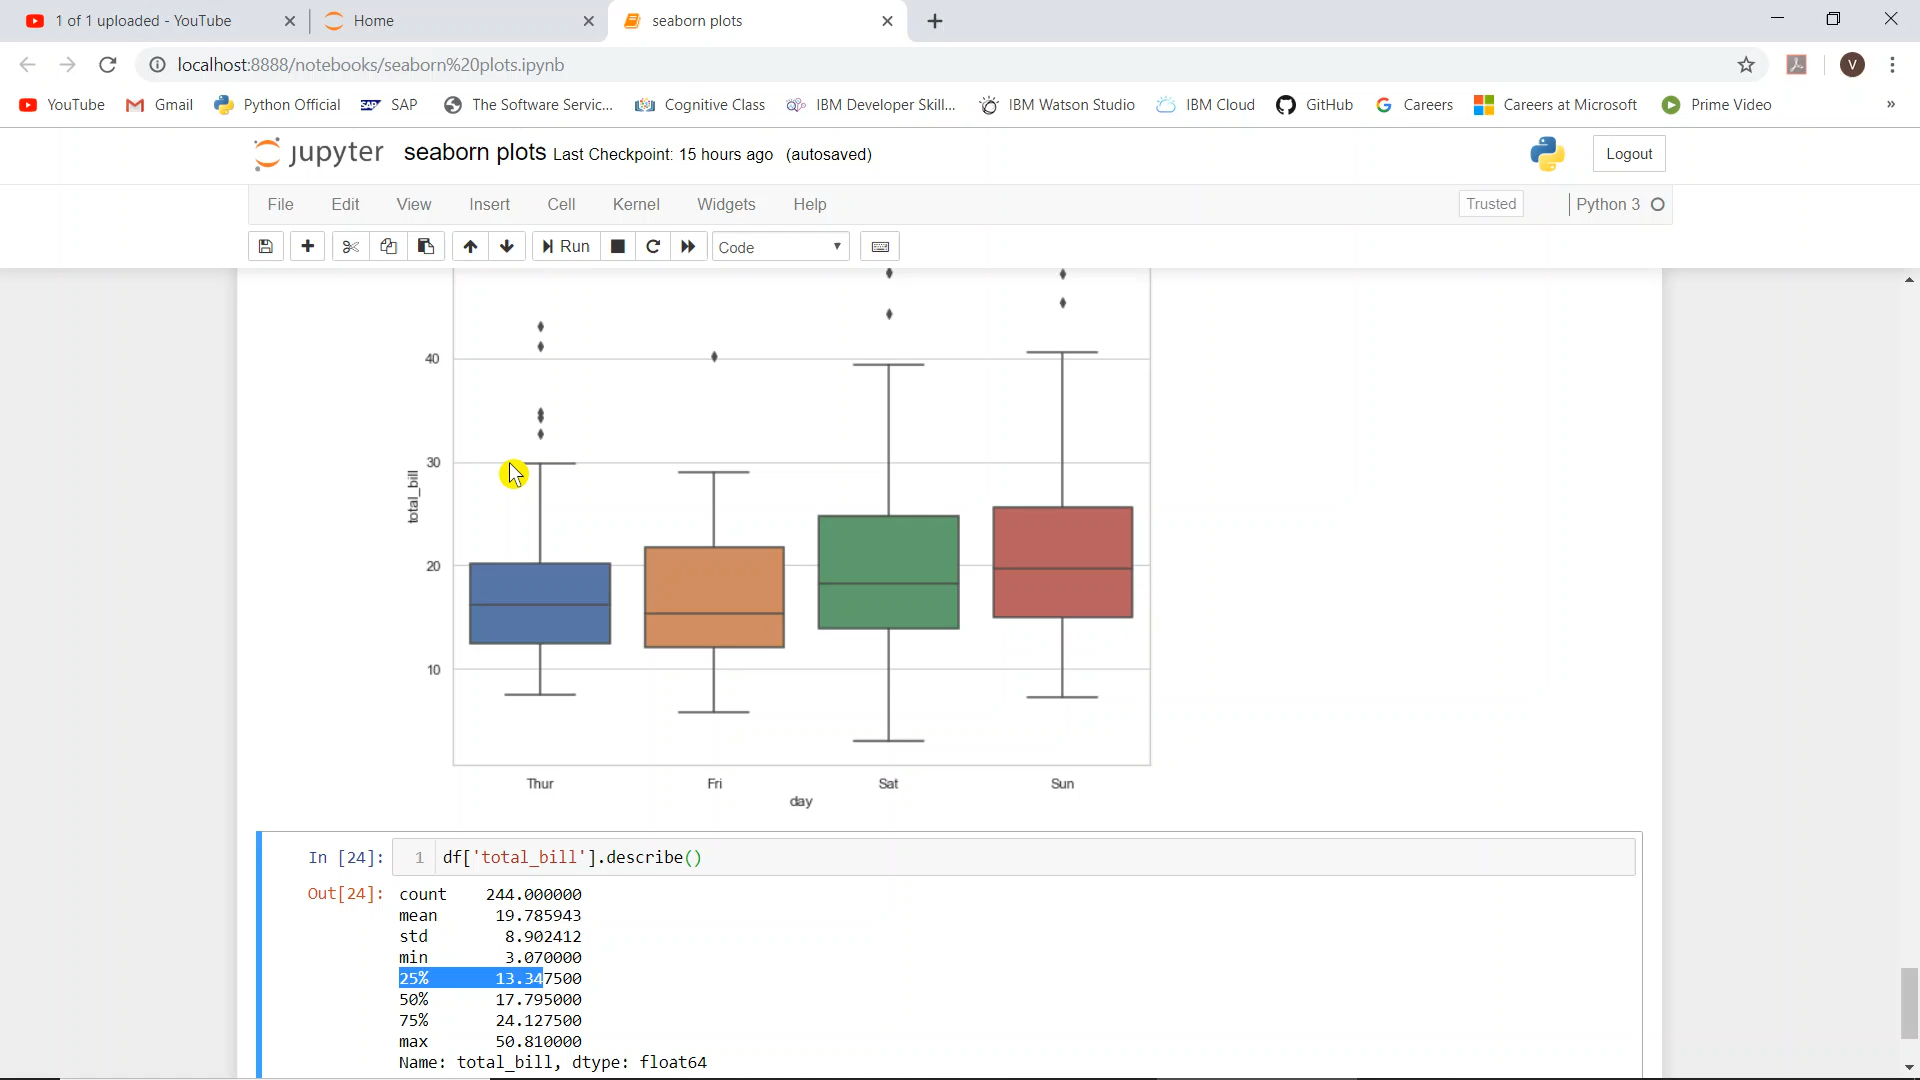 1 of 1 uploaded - YouTube
Home
seaborn plots
localhost:8888/notebooks/seaborn%20plots.ipynb
V
YouTube
Gmail
Python Official
SAP
SAP
The Software Servic...
Cognitive Class
IBM Developer Skill...
IBM Watson Studio
IBM Cloud
GitHub
Careers
Careers at Microsoft
Prime Video
»
jupyter
seaborn plots Last Checkpoint: 15 hours ago (autosaved)
Logout
File
Edit
View
Insert
Cell
Kernel
Widgets
Help
Trusted
Python 3
Run
Code
40
30
20
10
total_bill
Thur
Fri
Sat
Sun
day
In [24]:
1 df['total_bill'].describe()
Out[24]:
count 244.000000
mean 19.785943
std 8.902412
min 3.070000
25% 13.347500
50% 17.795000
75% 24.127500
max 50.810000
Name: total_bill, dtype: float64